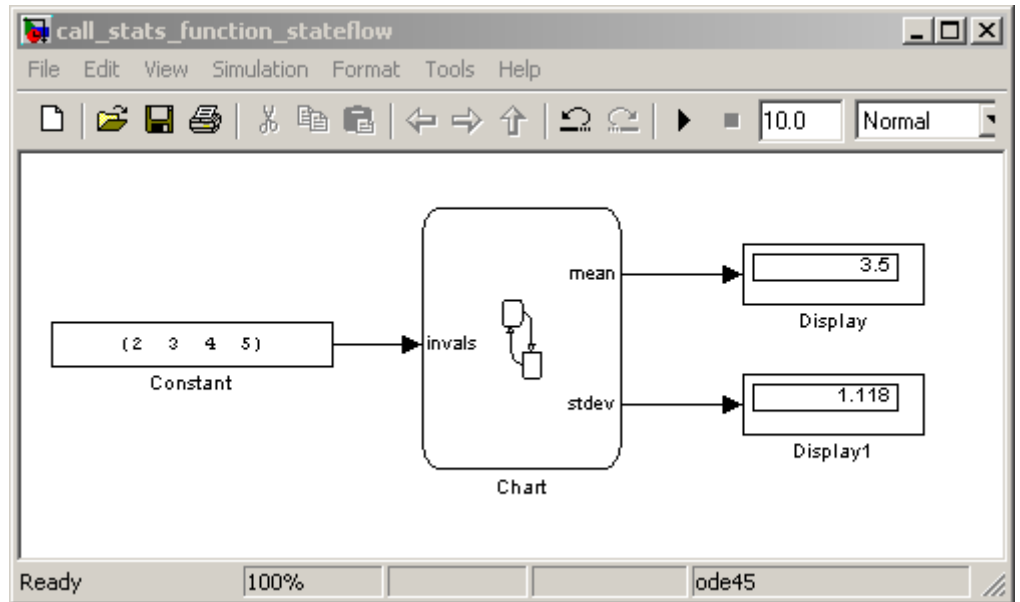 call_stats_function_stateflow
File Edit View Simulation Format Tools Help
10.0 Normal
mean
3.5
Display
(2 3 4 5)
invals
Constant
stdev
1.118
Display1
Chart
Ready 100% ode45